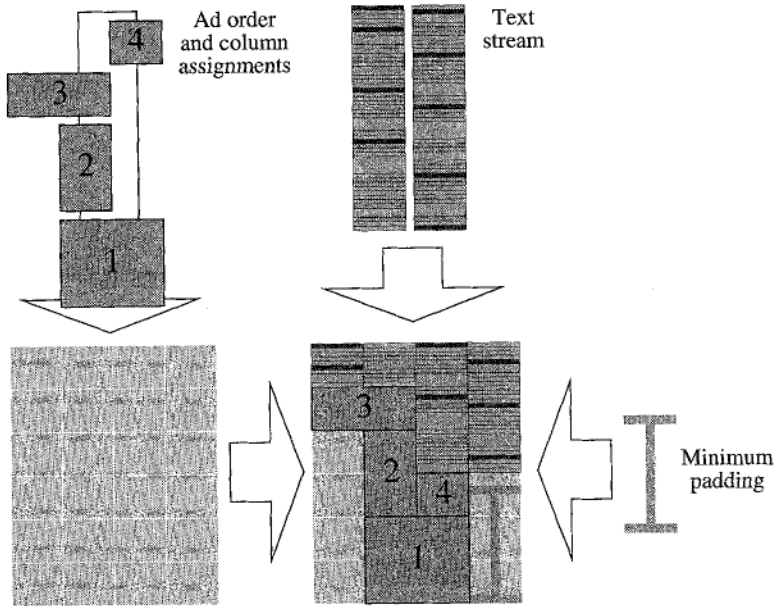 Ad order
and column
assignments
4
3
2
1
Text
stream
3
2
4
1
Minimum
padding